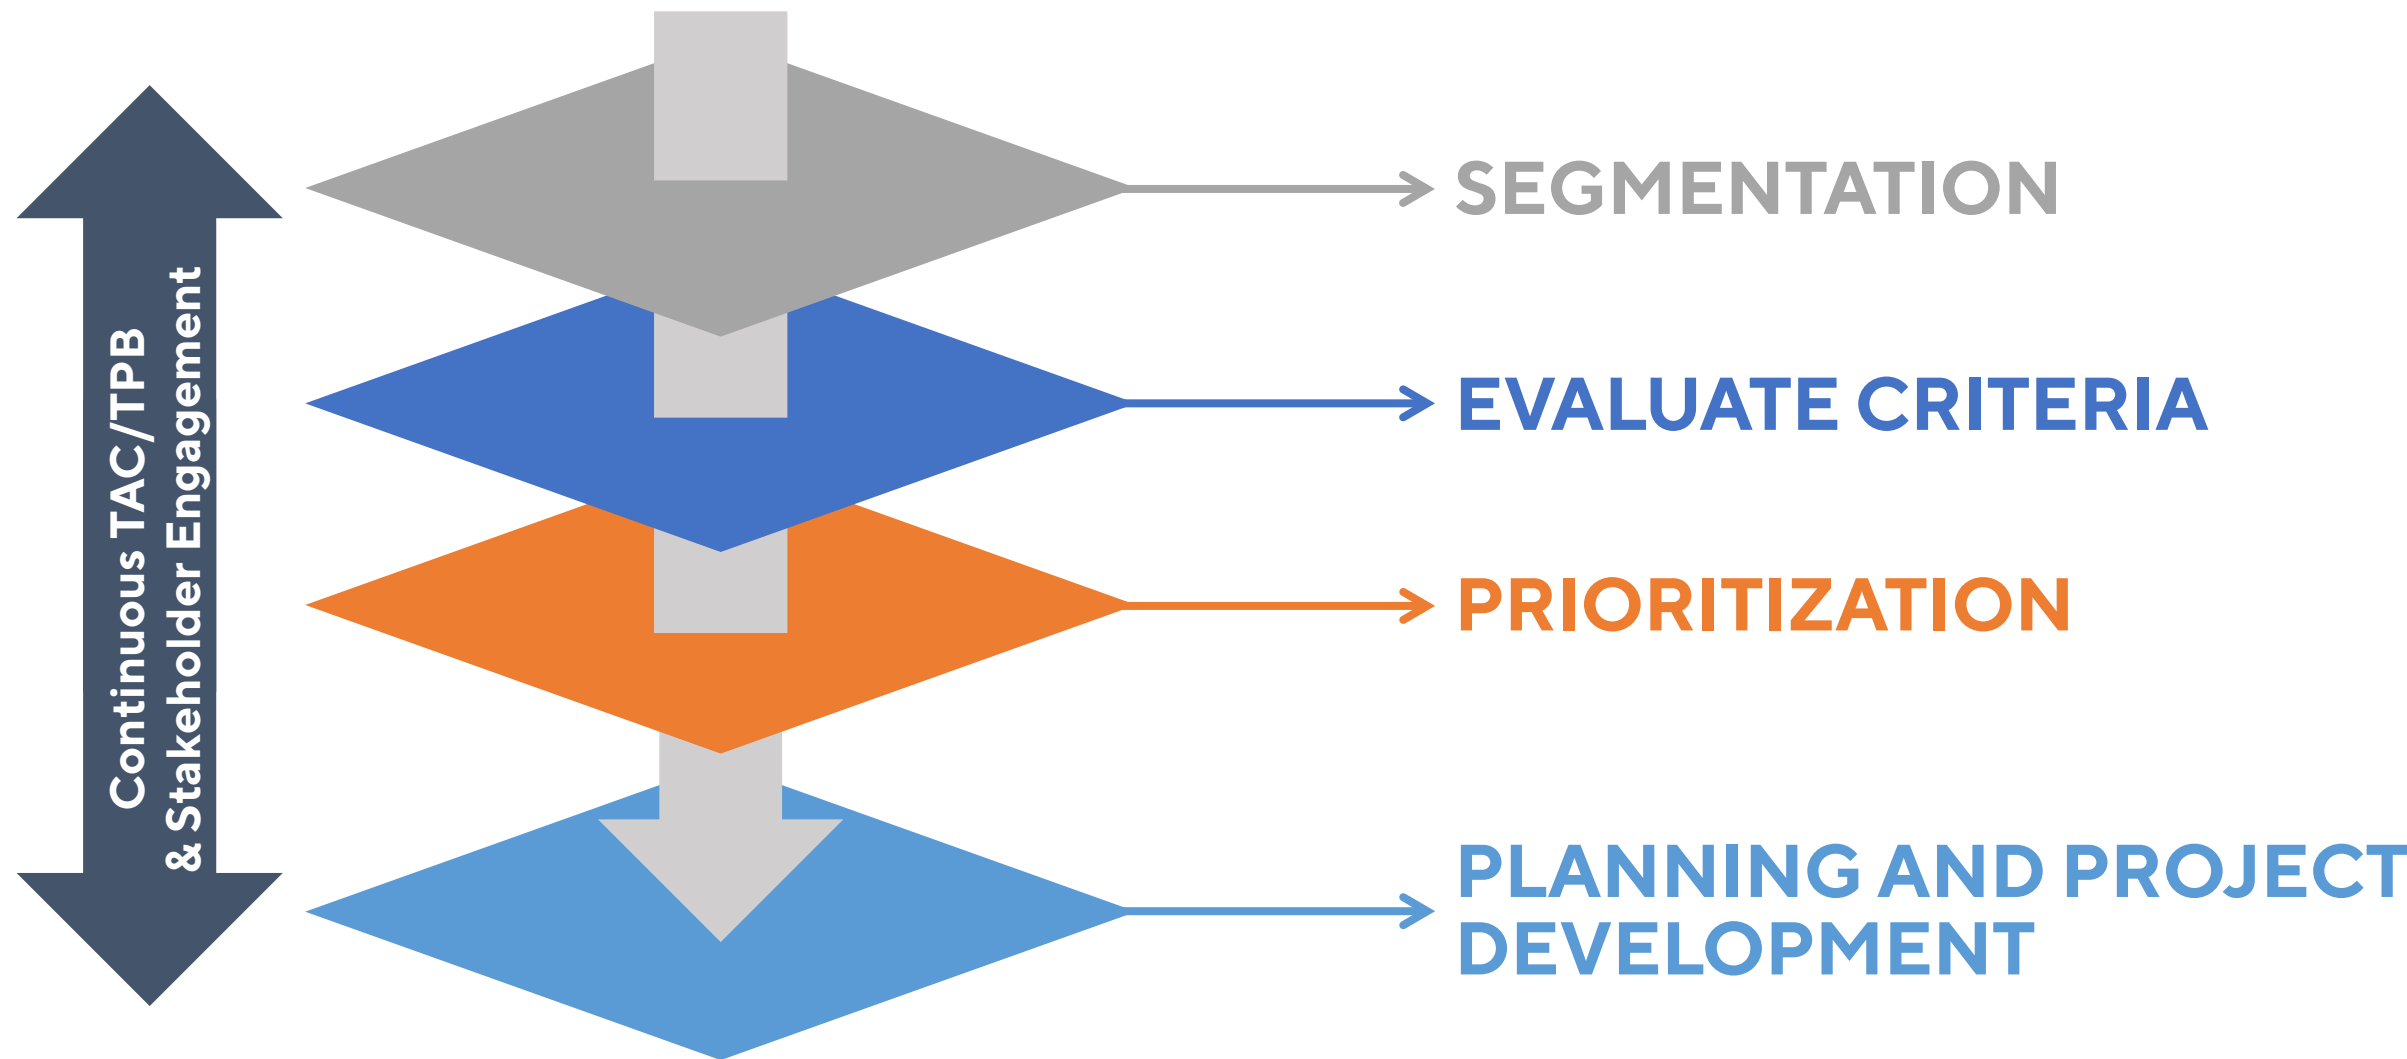 Continuous TAC/TPB
& Stakeholder Engagement
SEGMENTATION
EVALUATE CRITERIA
PRIORITIZATION
PLANNING AND PROJECT
DEVELOPMENT